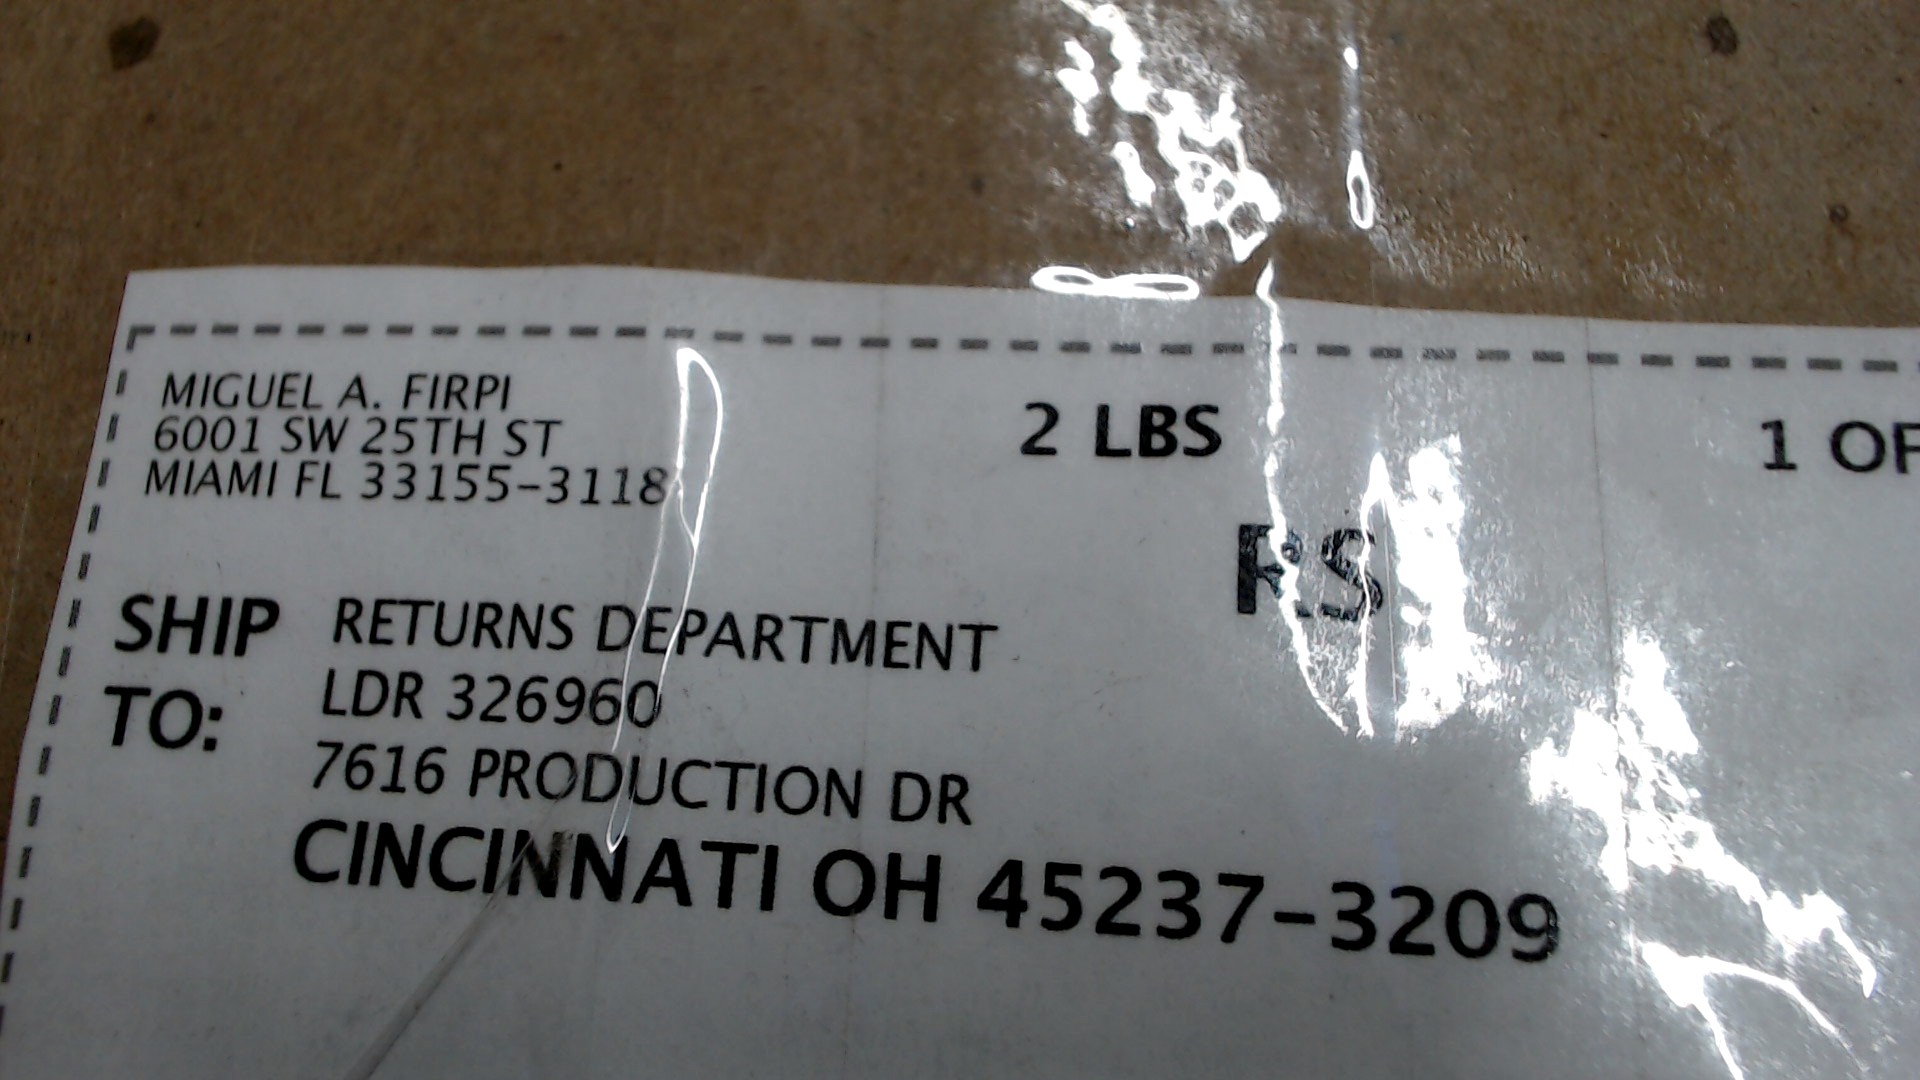 MIGUEL A. FIRPI
6001 SW 25TH ST
MIAMI FL 33155-3118
2 LBS
1 OF
RS
SHIP TO:
RETURNS DEPARTMENT
LDR 326960
7616 PRODUCTION DR
CINCINNATI OH 45237-3209